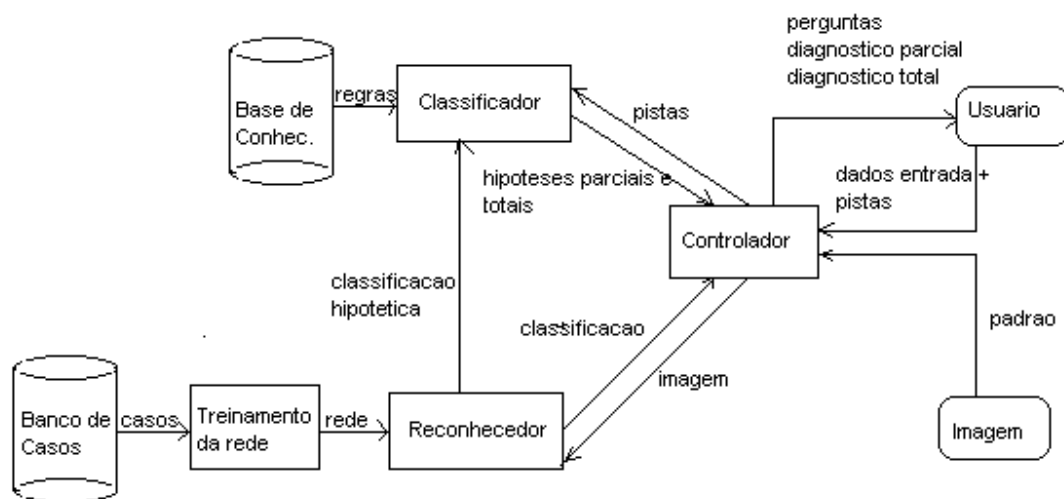 perguntas
diagnostico parcial
diagnostico total
Base de
Conhec.
regras
Classificador
pistas
Usuario
hipoteses parciais e
totais
dados entrada +
pistas
Controlador
classificacao
hipotetica
classificacao
padrao
imagem
Banco de
Casos
casos
Treinamento
da rede
rede
Reconhecedor
Imagem